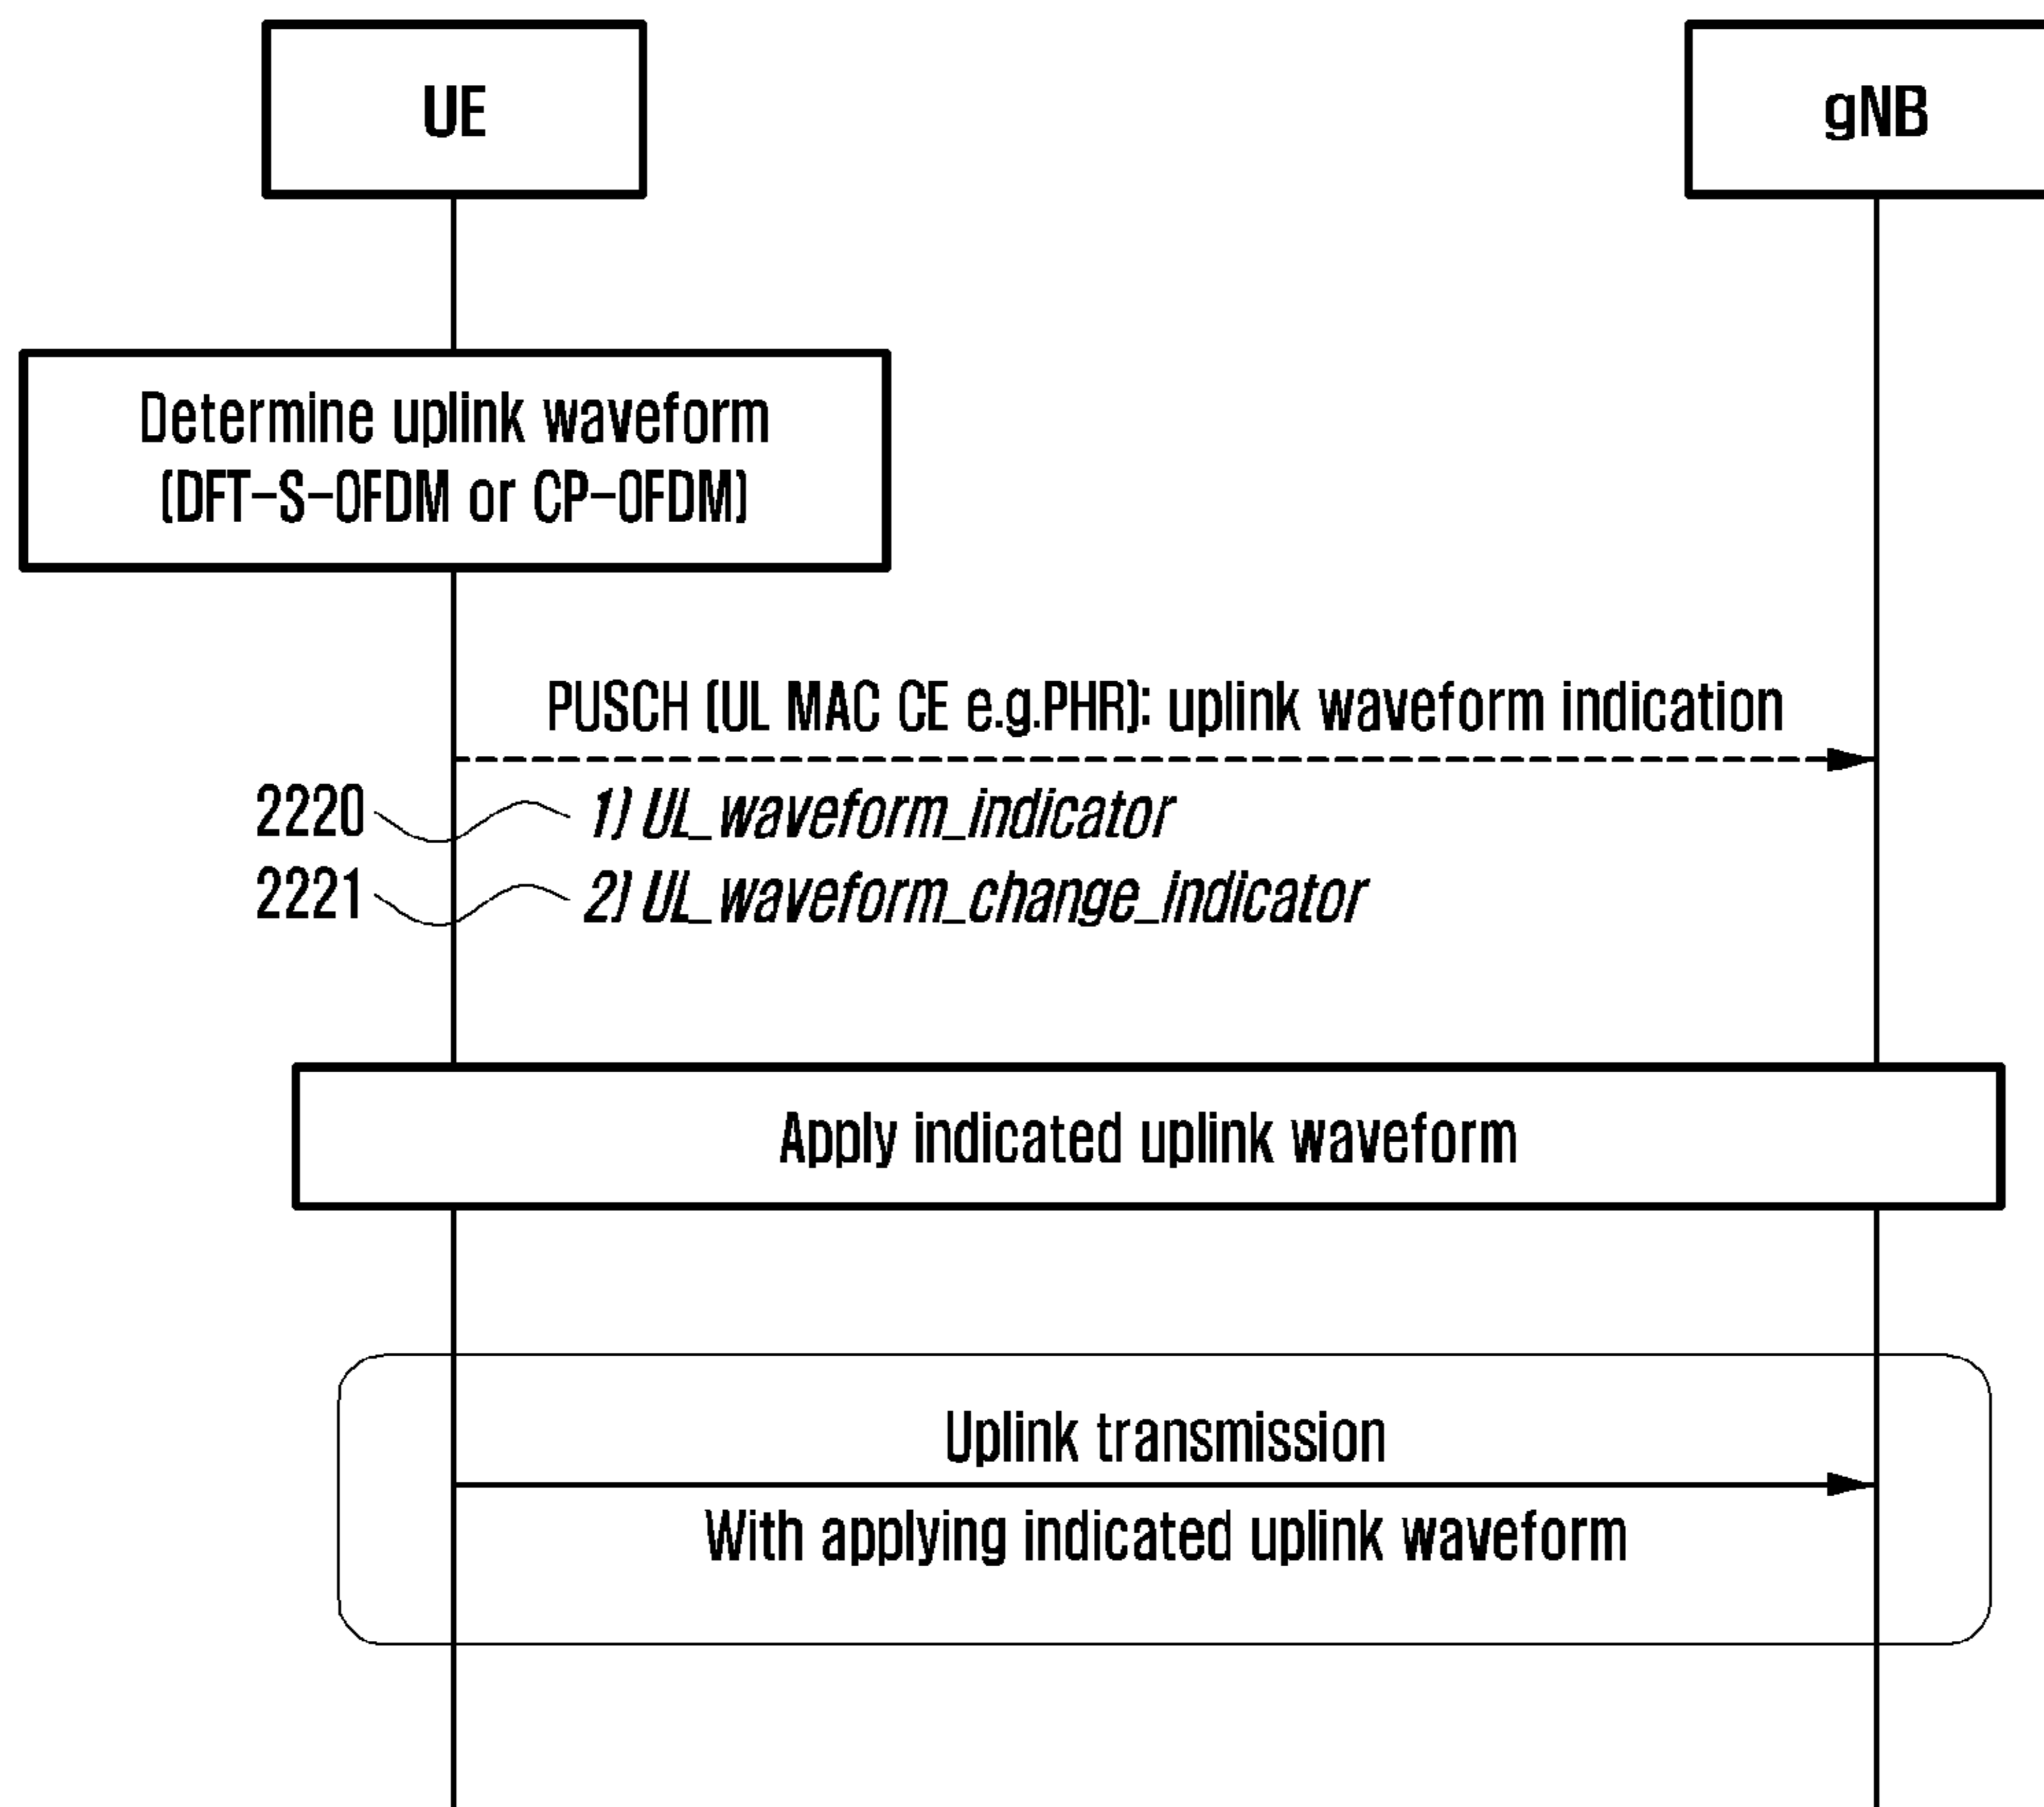 UE
gNB
Determine uplink waveform
(DFT-S-OFDM or CP-OFDM)
PUSCH (UL MAC CE e.g.PHR): uplink waveform indication
2220 1) UL_waveform_indicator
2221 2) UL_waveform_change_indicator
Apply indicated uplink waveform
Uplink transmission
With applying indicated uplink waveform